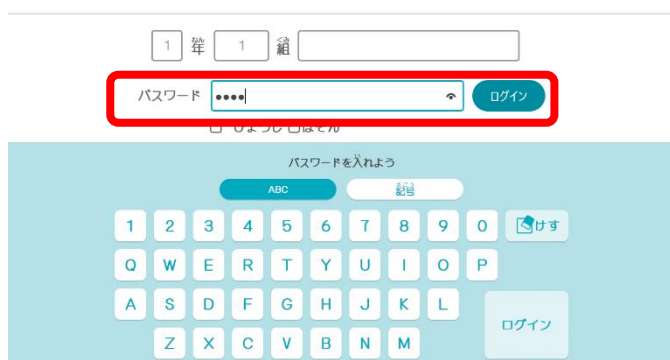 1 年 1 組
パスワード •••• ログイン
パスワードを入れよう
ABC 記号
1 2 3 4 5 6 7 8 9 0 けす
Q W E R T Y U I O P
A S D F G H J K L
ログイン
Z X C V B N M